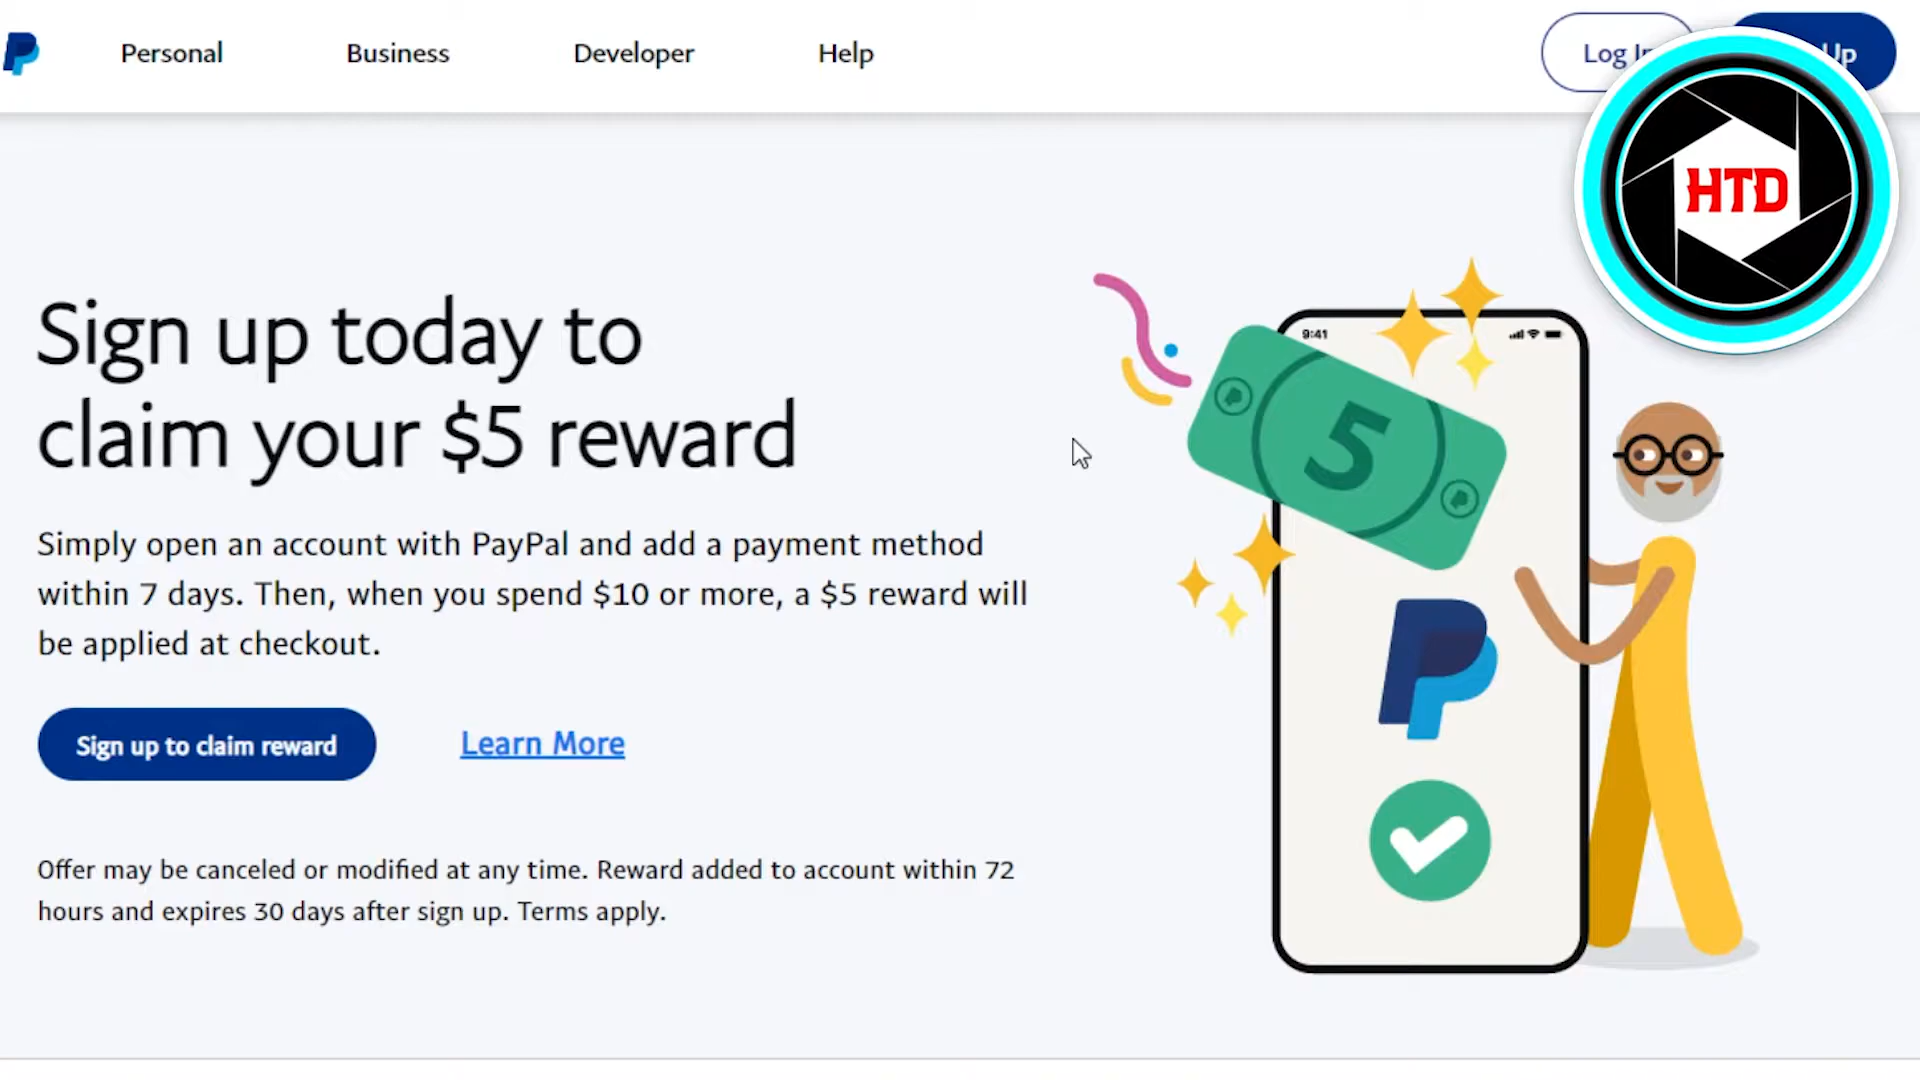 Personal Business Developer Help Log In Up
HTD
Sign up today to
claim your $5 reward
9:41
5
Simply open an account with PayPal and add a payment method
within 7 days. Then, when you spend $10 or more, a $5 reward will
be applied at checkout.
Sign up to claim reward Learn More
Offer may be canceled or modified at any time. Reward added to account within 72
hours and expires 30 days after sign up. Terms apply.